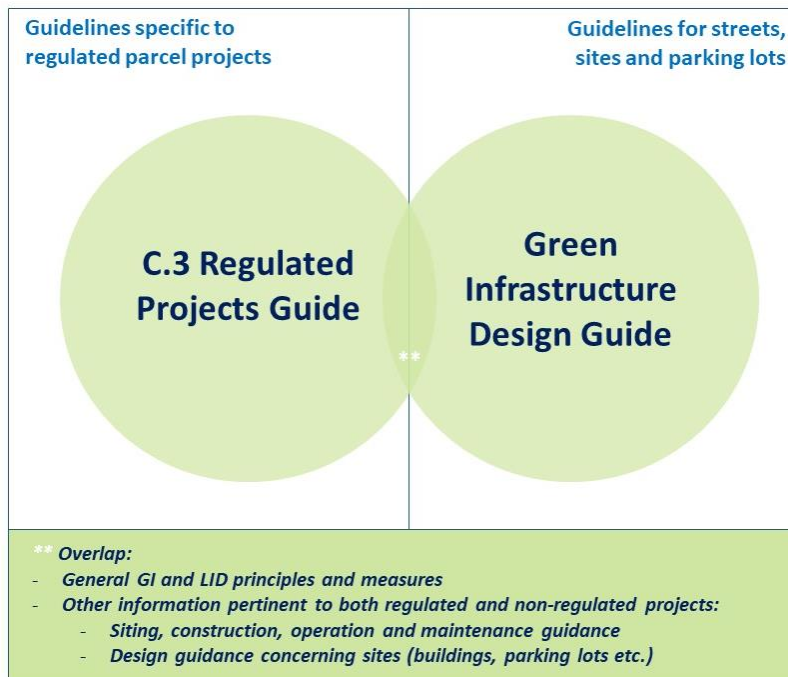 Guidelines specific to
regulated parcel projects
Guidelines for streets,
sites and parking lots
C.3 Regulated
Projects Guide
Green
Infrastructure
Design Guide
**
** Overlap:
- General GI and LID principles and measures
- Other information pertinent to both regulated and non-regulated projects:
- Siting, construction, operation and maintenance guidance
- Design guidance concerning sites (buildings, parking lots etc.)